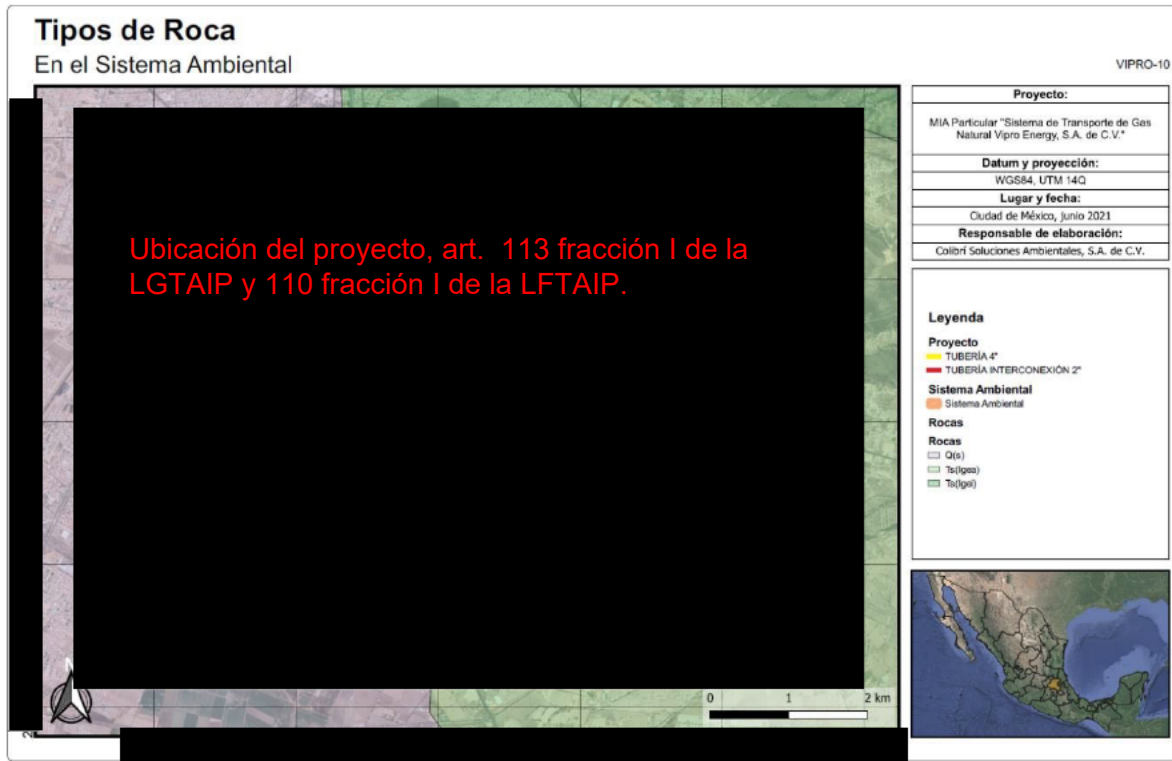 Tipos de Roca
En el Sistema Ambiental
VIPRO-10
Ubicación del proyecto, art. 113 fracción I de la
LGTAIP y 110 fracción I de la LFTAIP.
0 1 2 km
Proyecto:
MIA Particular "Sistema de Transporte de Gas
Natural Vipro Energy, S.A. de C.V."
Datum y proyección:
WGS84, UTM 14Q
Lugar y fecha:
Ciudad de México, junio 2021
Responsable de elaboración:
Colibrí Soluciones Ambientales, S.A. de C.V.
Leyenda
Proyecto
TUBERÍA 4"
TUBERÍA INTERCONEXIÓN 2"
Sistema Ambiental
Sistema Ambiental
Rocas
Rocas
Q(s)
Ts(Igea)
Ts(Igei)